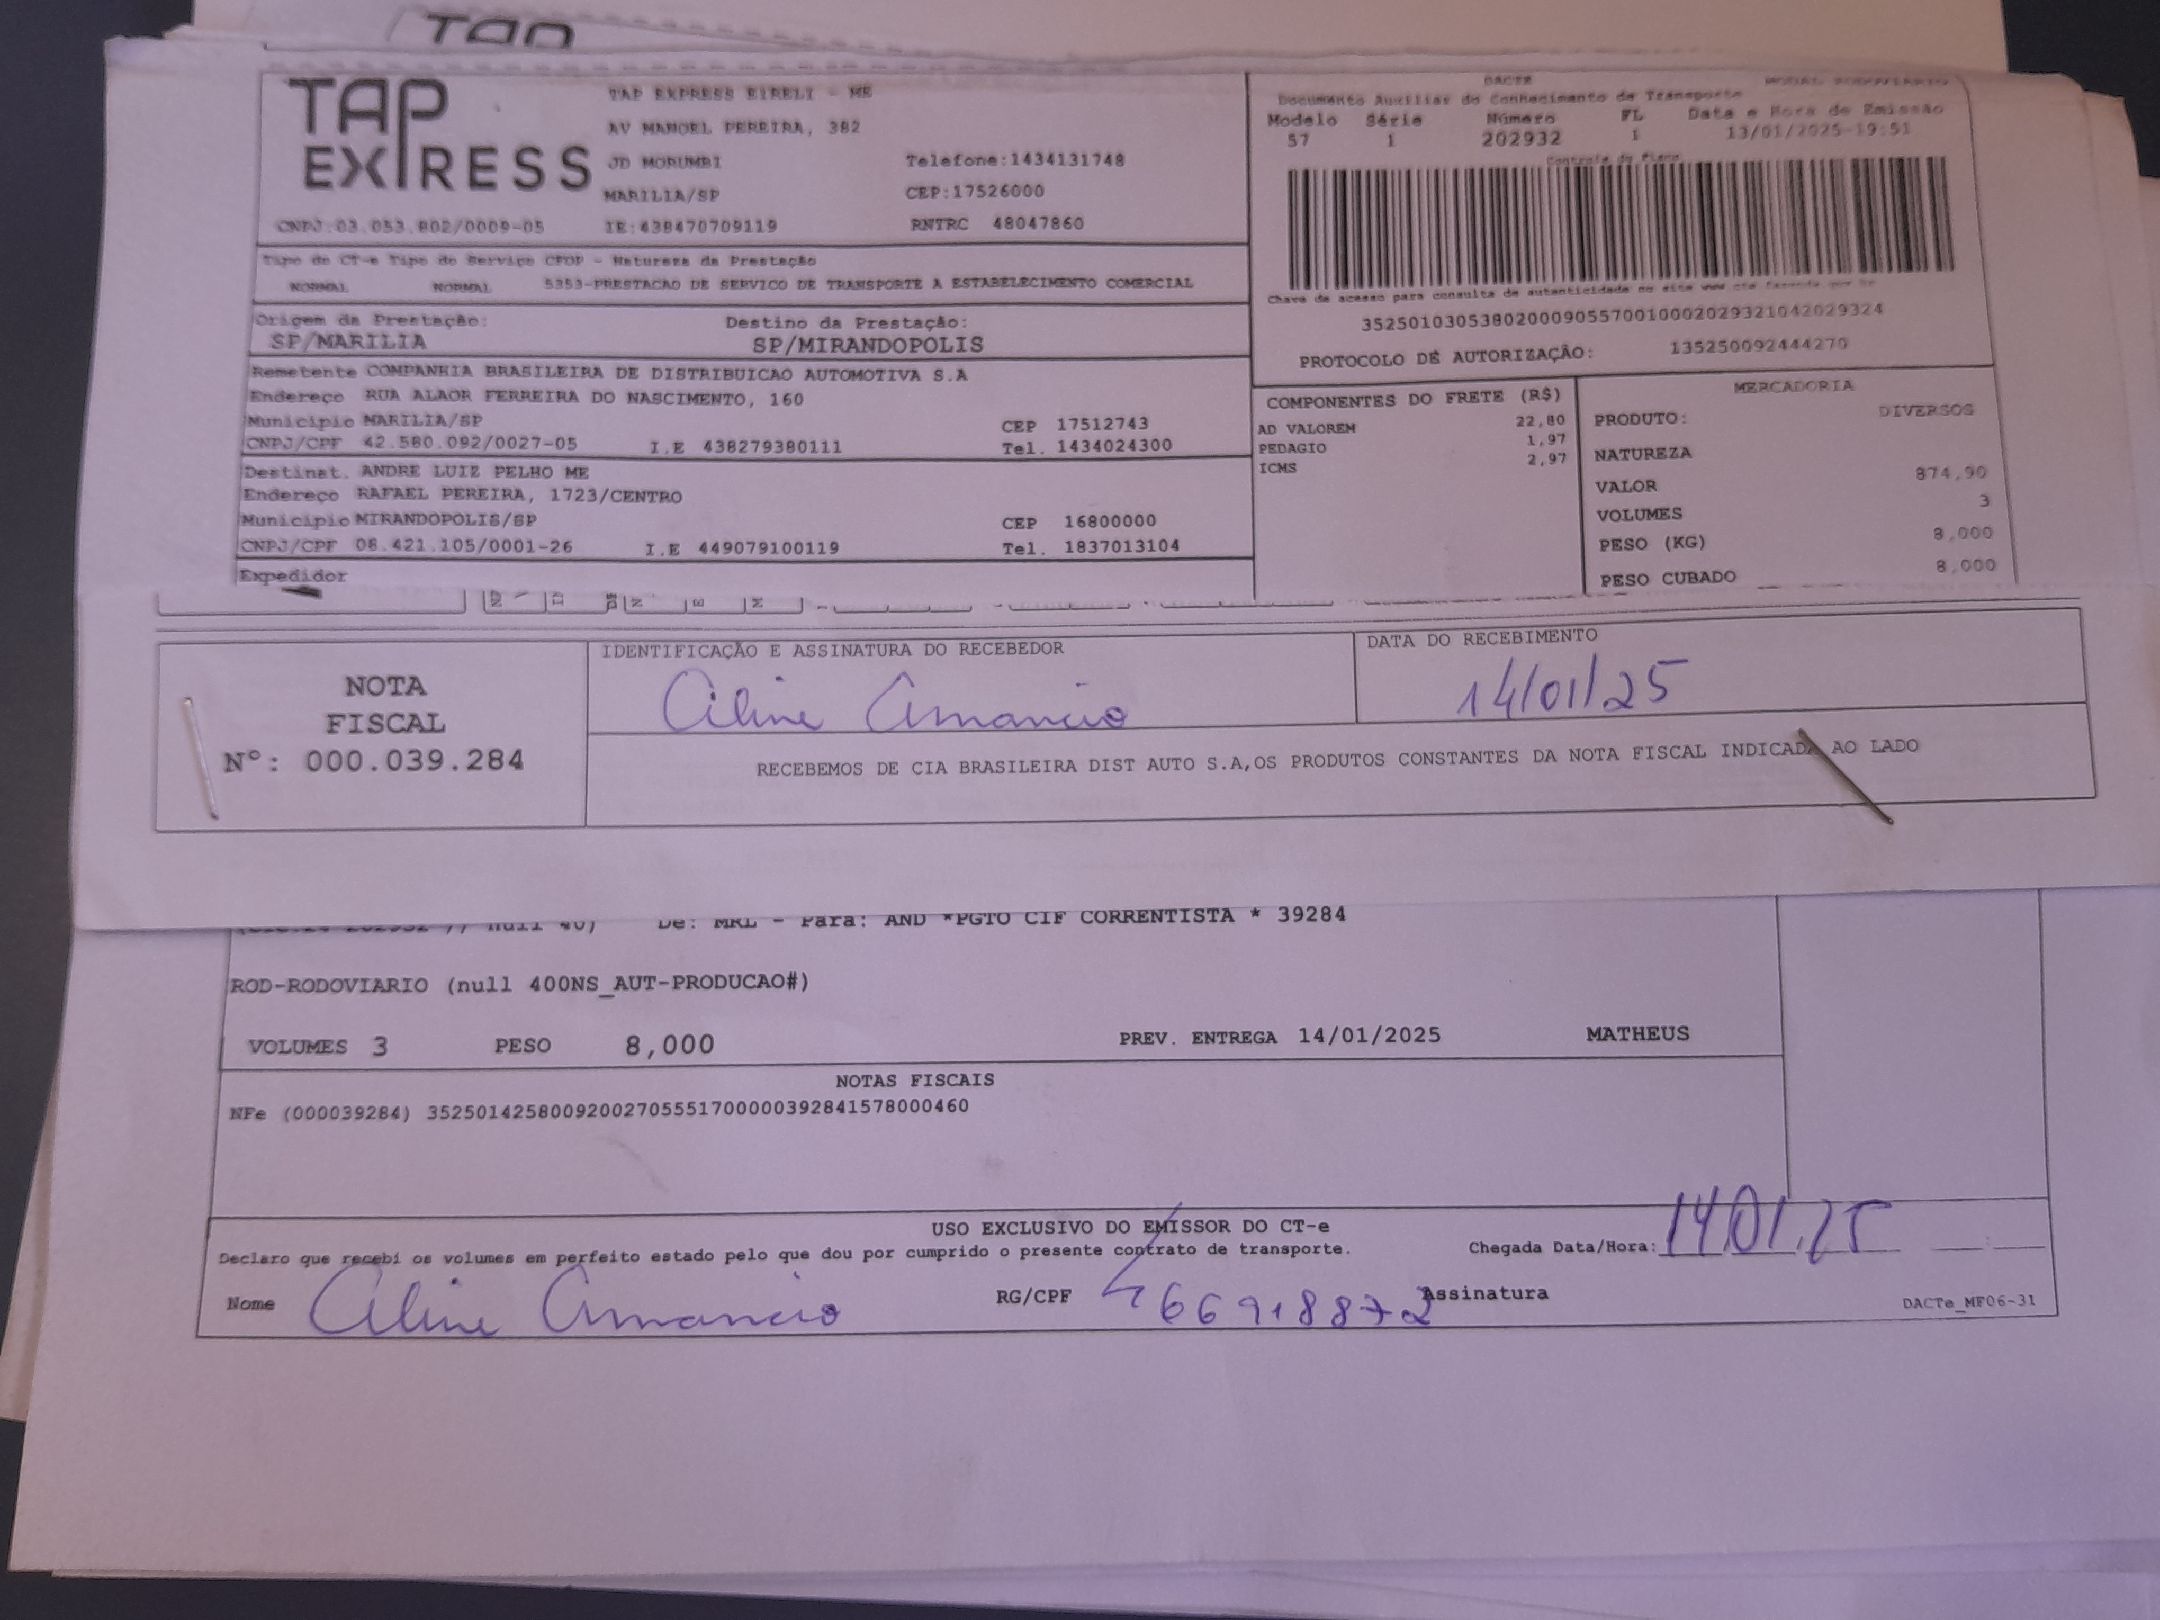 TAP
TAP EXPRESS
TAP EXPRESS EIRELI - ME
AV MANOEL PEREIRA, 382
JD MORUMBI Telefone:1434131748
MARILIA/SP CEP:17526000
CNPJ:03.053.802/0009-05 IE:438470709119 RNTRC 48047860
DACTE MODAL RODOVIARIO
Documento Auxiliar do Conhecimento de Transporte
Modelo Série Número FL Data e Hora de Emissão
57 1 202932 1 13/01/2025-19:51
Controle do Fisco
Chave de acesso para consulta de autenticidade no site www.cte.fazenda.gov.br
35250103053802000905570010002029321042029324
PROTOCOLO DE AUTORIZAÇÃO: 135250092444270
Tipo do CT-e Tipo do Serviço CFOP - Natureza da Prestação
NORMAL NORMAL 5353-PRESTACAO DE SERVICO DE TRANSPORTE A ESTABELECIMENTO COMERCIAL
Origem da Prestação: Destino da Prestação:
SP/MARILIA SP/MIRANDOPOLIS
Remetente COMPANHIA BRASILEIRA DE DISTRIBUICAO AUTOMOTIVA S.A
Endereço RUA ALAOR FERREIRA DO NASCIMENTO, 160
Município MARILIA/SP CEP 17512743
CNPJ/CPF 42.580.092/0027-05 I.E 438279380111 Tel. 1434024300
Destinat. ANDRE LUIZ PELHO ME
Endereço RAFAEL PEREIRA, 1723/CENTRO
Município MIRANDOPOLIS/SP CEP 16800000
CNPJ/CPF 08.421.105/0001-26 I.E 449079100119 Tel. 1837013104
Expedidor
COMPONENTES DO FRETE (R$)
AD VALOREM 22,80
PEDAGIO 1,97
ICMS 2,97
MERCADORIA
PRODUTO: DIVERSOS
NATUREZA
VALOR 874,90
VOLUMES 3
PESO (KG) 8,000
PESO CUBADO 8,000
NOTA
FISCAL
Nº: 000.039.284
IDENTIFICAÇÃO E ASSINATURA DO RECEBEDOR
Aline Amancio
DATA DO RECEBIMENTO
14/01/25
RECEBEMOS DE CIA BRASILEIRA DIST AUTO S.A,OS PRODUTOS CONSTANTES DA NOTA FISCAL INDICADA AO LADO
De: MRL - Para: AND *PGTO CIF CORRENTISTA * 39284
ROD-RODOVIARIO (null 400NS_AUT-PRODUCAO#)
VOLUMES 3 PESO 8,000 PREV. ENTREGA 14/01/2025 MATHEUS
NOTAS FISCAIS
NFe (000039284) 35250142580092002705551700000392841578000460
USO EXCLUSIVO DO EMISSOR DO CT-e
Declaro que recebi os volumes em perfeito estado pelo que dou por cumprido o presente contrato de transporte. Chegada Data/Hora: 14/01/25
Nome Aline Amancio RG/CPF 466918872 Assinatura
DACTe_MF06-31